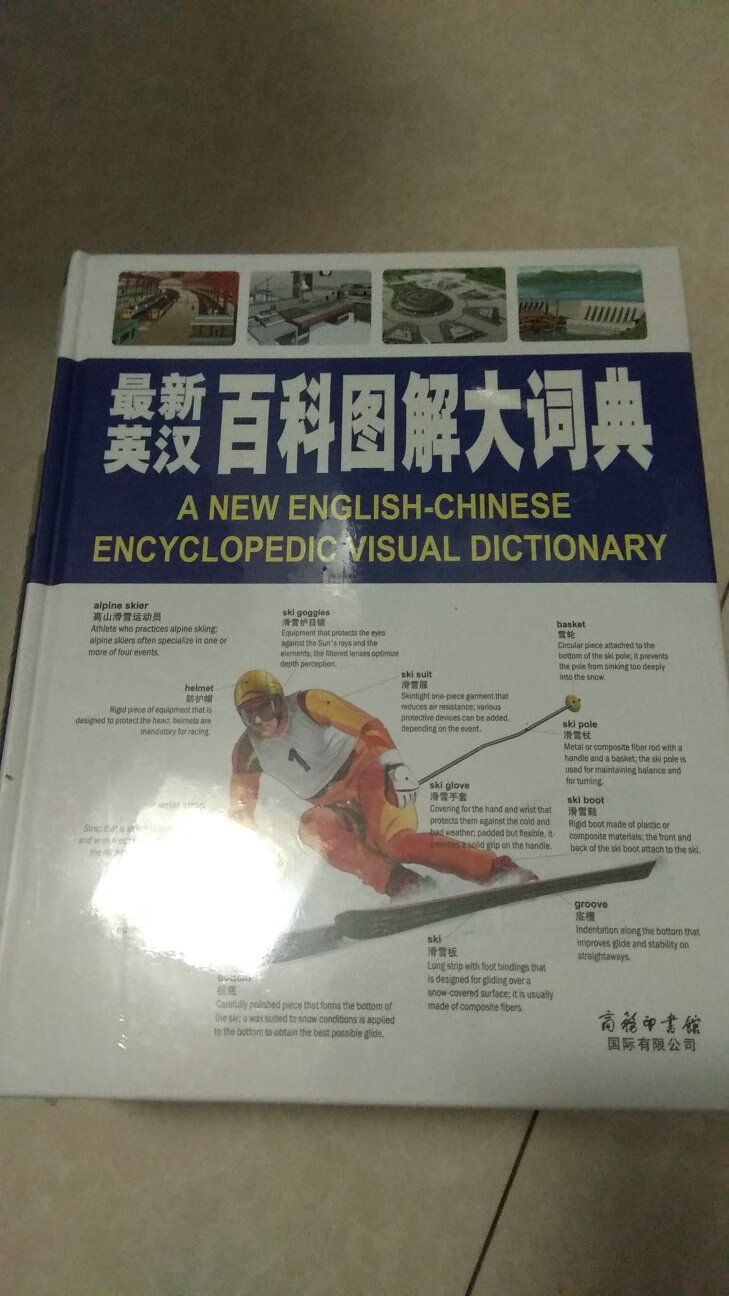 最新
英汉
百科图解大词典
A NEW ENGLISH-CHINESE
ENCYCLOPEDIC VISUAL DICTIONARY
alpine skier
高山滑雪运动员
Athlete who practices alpine skiing;
alpine skiers often specialize in one or
more of four events.
ski goggles
滑雪护目镜
Equipment that protects the eyes
against the Sun's rays and the
elements; the filtered lenses optimize
depth perception.
basket
雪轮
Circular piece attached to the
bottom of the ski pole; it prevents
the pole from sinking too deeply
into the snow.
helmet
防护帽
Rigid piece of equipment that is
designed to protect the head; helmets are
mandatory for racing.
ski suit
滑雪服
Skintight one-piece garment that
reduces air resistance; various
protective devices can be added,
depending on the event.
1
ski pole
滑雪杖
Metal or composite fiber rod with a
handle and a basket; the ski pole is
used for maintaining balance and
for turning.
ski glove
滑雪手套
Covering for the hand and wrist that
protects them against the cold and
bad weather; padded but flexible, it
provides a solid grip on the handle.
ski boot
滑雪鞋
Rigid boot made of plastic or
composite materials; the front and
back of the ski boot attach to the ski.
wrist strap
Strap that is
and worn
the
groove
底槽
Indentation along the bottom that
improves glide and stability on
straightaways.
ski
滑雪板
Long strip with foot bindings that
is designed for gliding over a
snow-covered surface; it is usually
made of composite fibers.
bottom
板底
Carefully polished piece that forms the bottom of
the ski; a wax suited to snow conditions is applied
to the bottom to obtain the best possible glide.
商务印书馆
国际有限公司